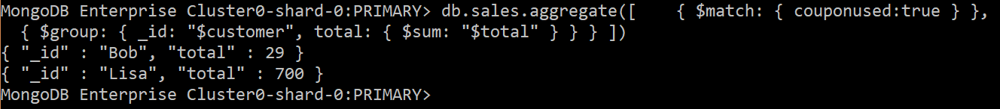 MongoDB Enterprise Cluster0-shard-0:PRIMARY> db.sales.aggregate([    { $match: { couponused:true } },
  { $group: { _id: "$customer", total: { $sum: "$total" } } } ])
{ "_id" : "Bob", "total" : 29 }
{ "_id" : "Lisa", "total" : 700 }
MongoDB Enterprise Cluster0-shard-0:PRIMARY>